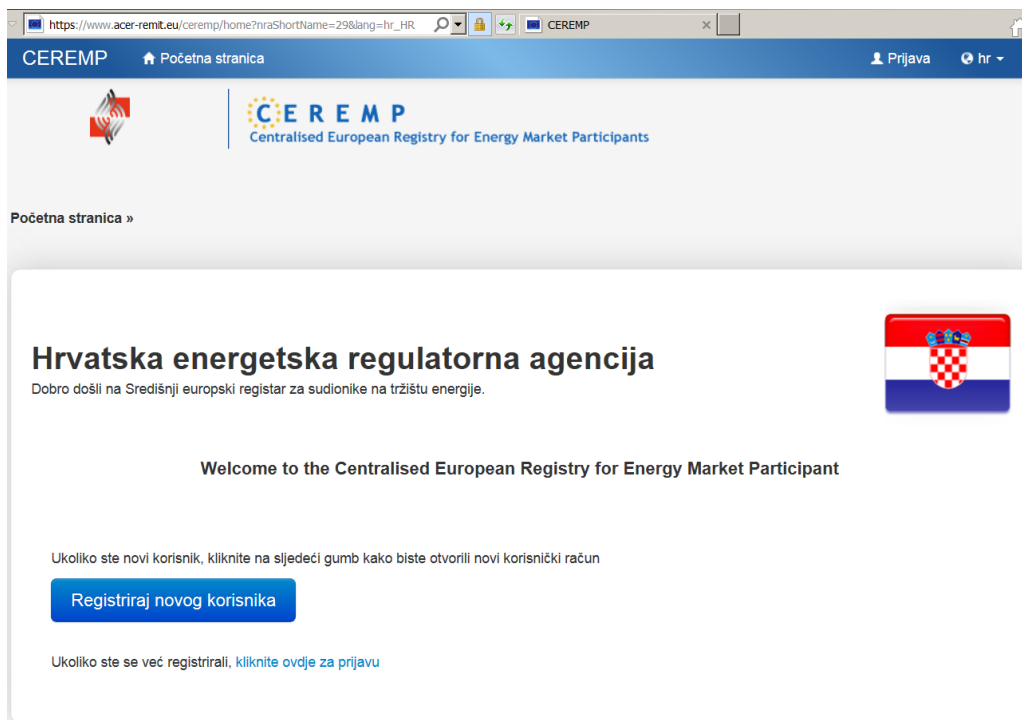 https://www.acer-remit.eu/ceremp/home?nraShortName=29&lang=hr_HR
CEREMP
CEREMP
Početna stranica
Prijava
hr
CEREMP
Centralised European Registry for Energy Market Participants
Početna stranica »
Hrvatska energetska regulatorna agencija
Dobro došli na Središnji europski registar za sudionike na tržištu energije.
Welcome to the Centralised European Registry for Energy Market Participant
Ukoliko ste novi korisnik, kliknite na sljedeći gumb kako biste otvorili novi korisnički račun
Registriraj novog korisnika
Ukoliko ste se već registrirali, kliknite ovdje za prijavu